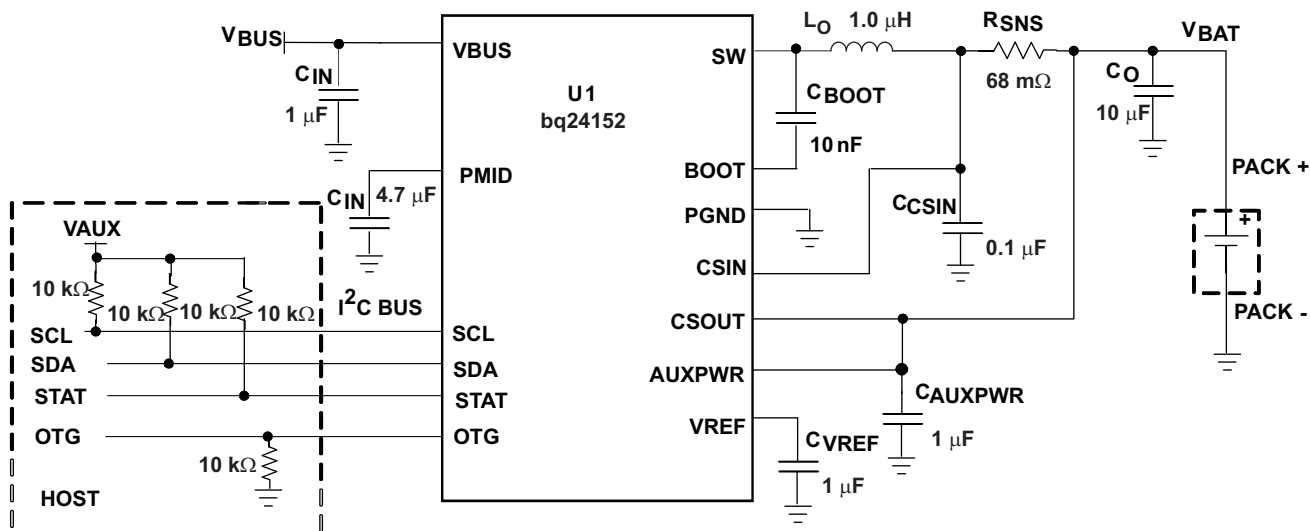 VBUS
CIN
1 μF
VBUS
U1
bq24152
SW
LO 1.0 μH
RSNS
68 mΩ
VBAT
CO
10 μF
CBOOT
10 nF
BOOT
PMID
CIN
4.7 μF
PGND
CCSIN
0.1 μF
CSIN
PACK +
+
PACK -
VAUX
10 kΩ
10 kΩ
10 kΩ
I2C BUS
SCL
SCL
CSOUT
SDA
SDA
STAT
STAT
AUXPWR
CAUXPWR
1 μF
OTG
OTG
VREF
CVREF
1 μF
10 kΩ
HOST